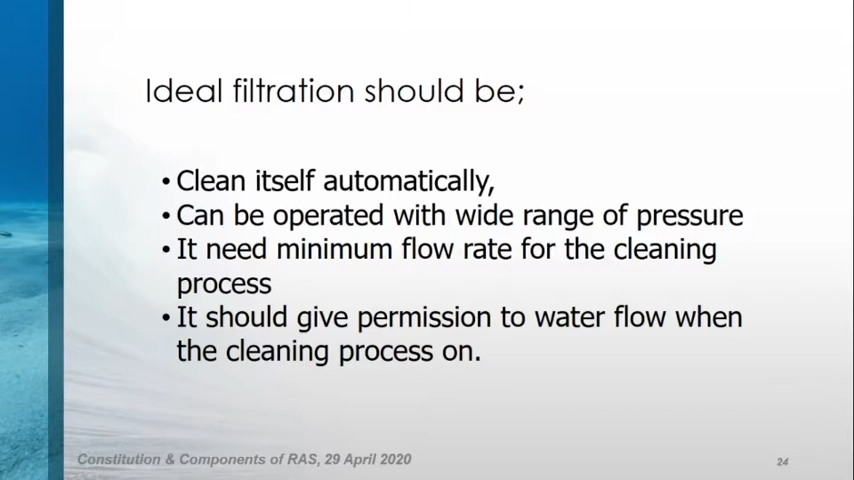 Ideal filtration should be;
• Clean itself automatically,
• Can be operated with wide range of pressure
• It need minimum flow rate for the cleaning
process
• It should give permission to water flow when
the cleaning process on.
Constitution & Components of RAS, 29 April 2020
24